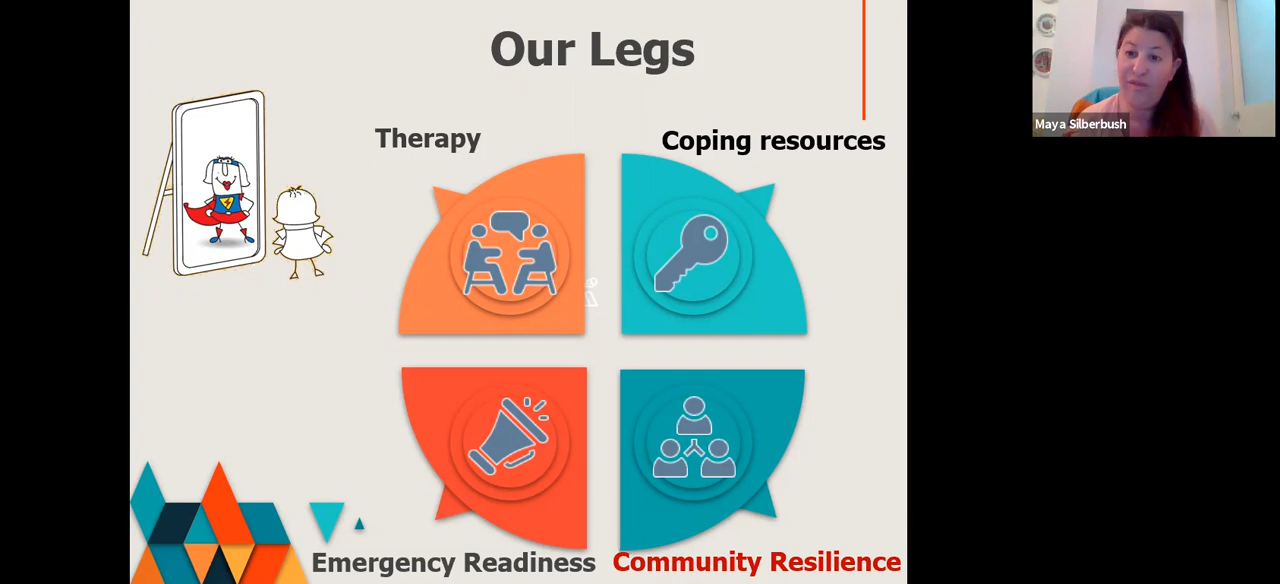 Our Legs
Therapy
Coping resources
Maya Silberbush
Emergency Readiness
Community Resilience